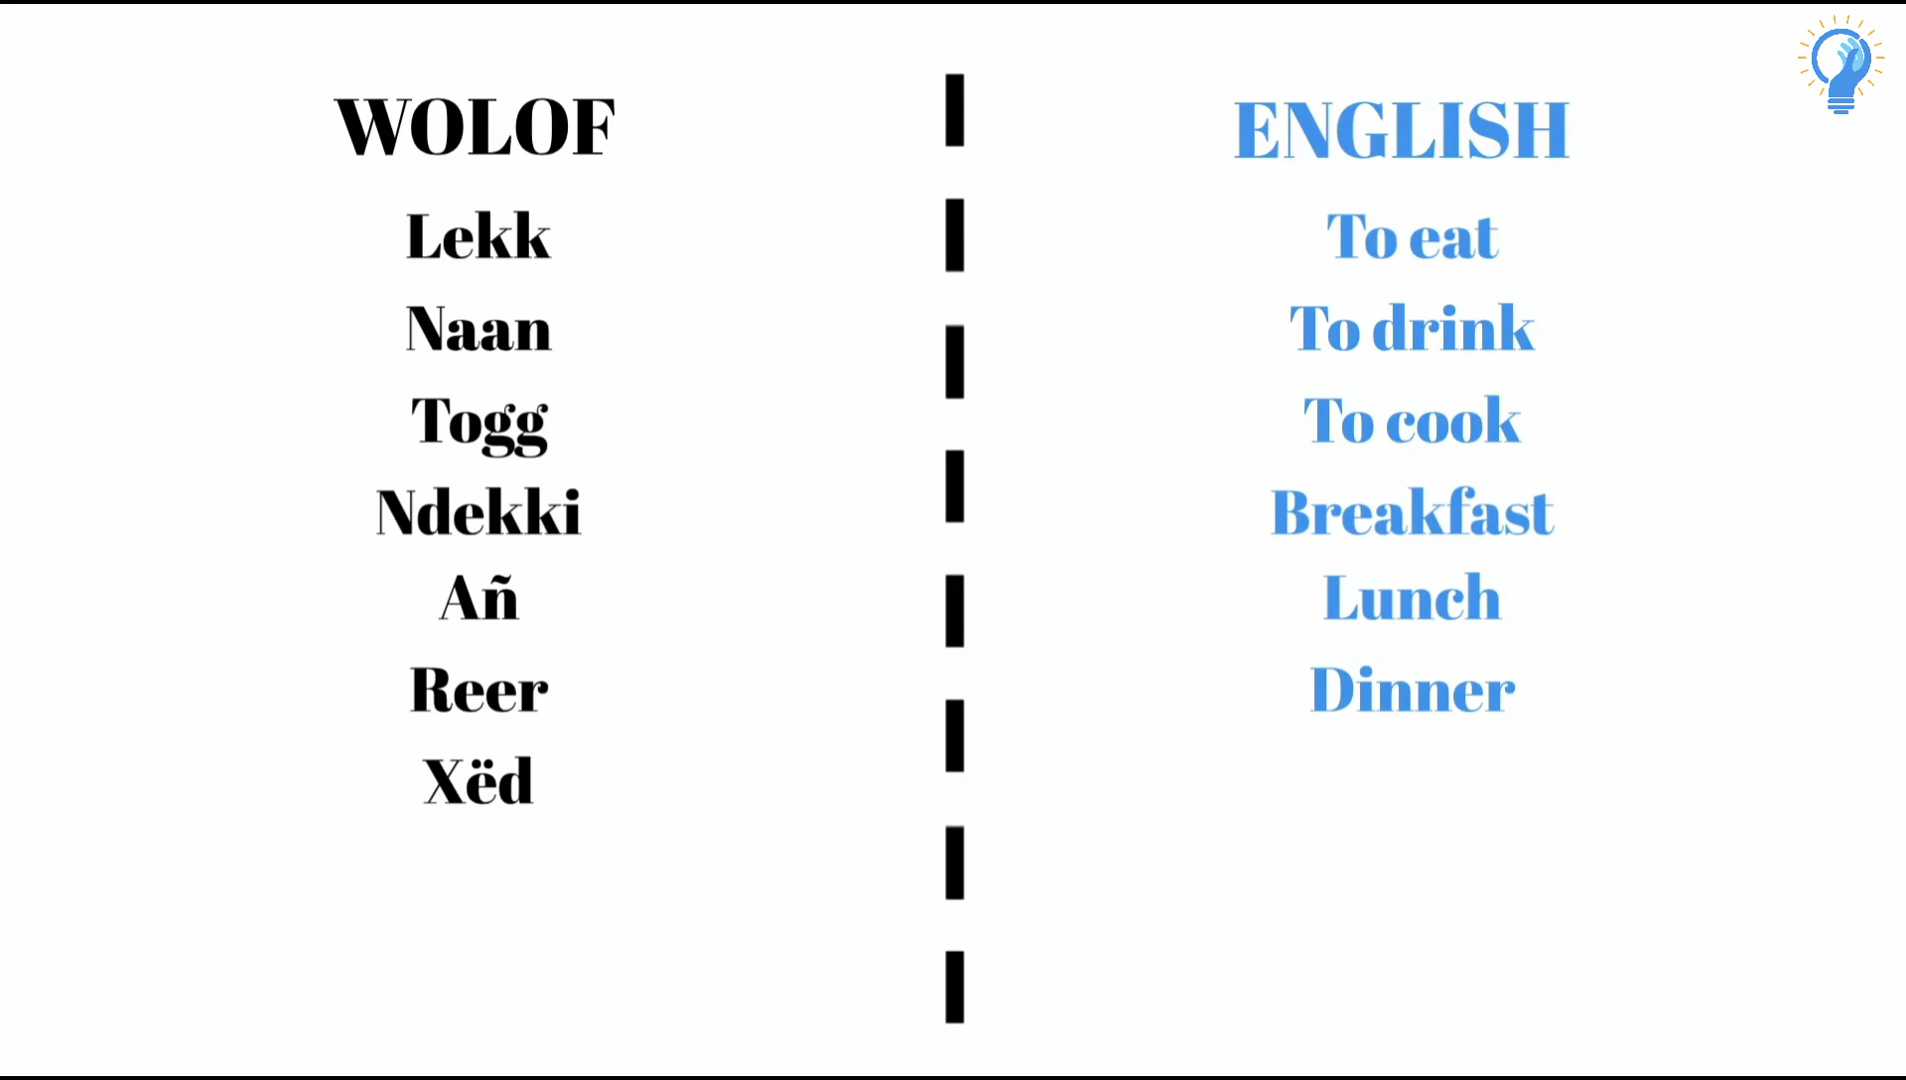 WOLOF
Lekk
Naan
Togg
Ndekki
Añ
Reer
Xëd
ENGLISH
To eat
To drink
To cook
Breakfast
Lunch
Dinner